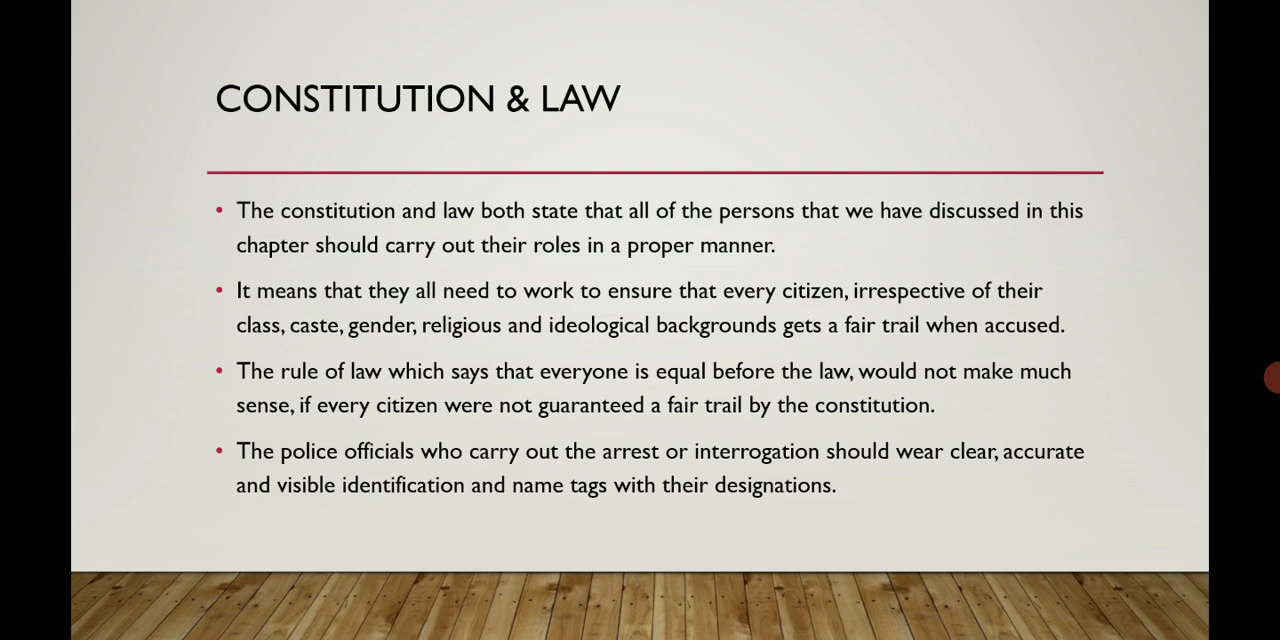 CONSTITUTION & LAW
• The constitution and law both state that all of the persons that we have discussed in this
chapter should carry out their roles in a proper manner.
• It means that they all need to work to ensure that every citizen, irrespective of their
class, caste, gender, religious and ideological backgrounds gets a fair trail when accused.
• The rule of law which says that everyone is equal before the law, would not make much
sense, if every citizen were not guaranteed a fair trail by the constitution.
• The police officials who carry out the arrest or interrogation should wear clear, accurate
and visible identification and name tags with their designations.